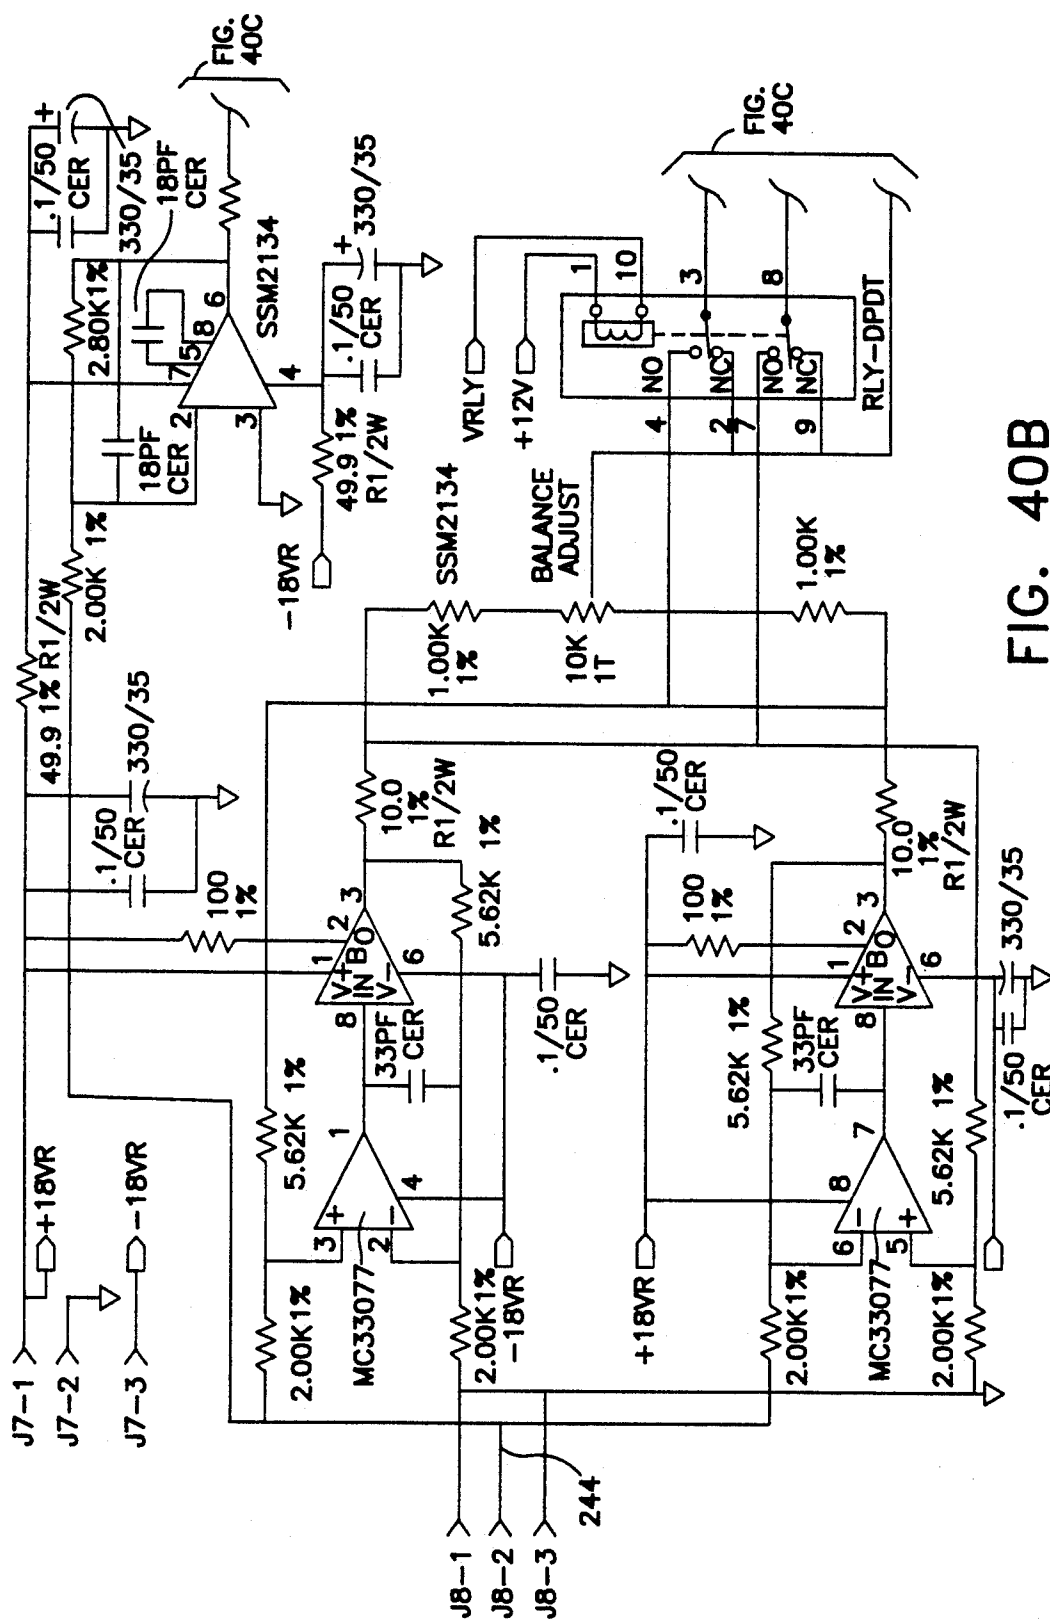 J7-1
J7-2
J7-3
+18VR
-18VR
49.9 1% R1/2W
2.00K 1%
.1/50
CER
330/35
100
1%
18PF
CER
2.80K1%
.1/50
CER
+
330/35
18PF
CER
FIG.
40C
2
3
7
5
8
6
4
SSM2134
-18VR
49.9 1%
R1/2W
.1/50
CER
+
330/35
J8-1
J8-2
J8-3
244
2.00K1%
5.62K 1%
3
+
2
-
1
4
MC33077
33PF
CER
8
1
2
V+
IN
BO
V-
3
6
10.0
1%
R1/2W
5.62K 1%
2.00K1%
-18VR
.1/50
CER
1.00K
1%
SSM2134
10K
1T
BALANCE
ADJUST
1.00K
1%
VRLY
+12V
1
10
NO
NC
NO
NC
4
2
7
9
3
8
RLY-DPDT
FIG.
40C
+18VR
.1/50
CER
100
1%
2.00K1%
5.62K 1%
33PF
CER
6
-
5
+
8
7
MC33077
8
1
2
V+
IN
BO
V-
3
6
10.0
1%
R1/2W
2.00K1%
5.62K 1%
.1/50
CER
330/35
FIG. 40B